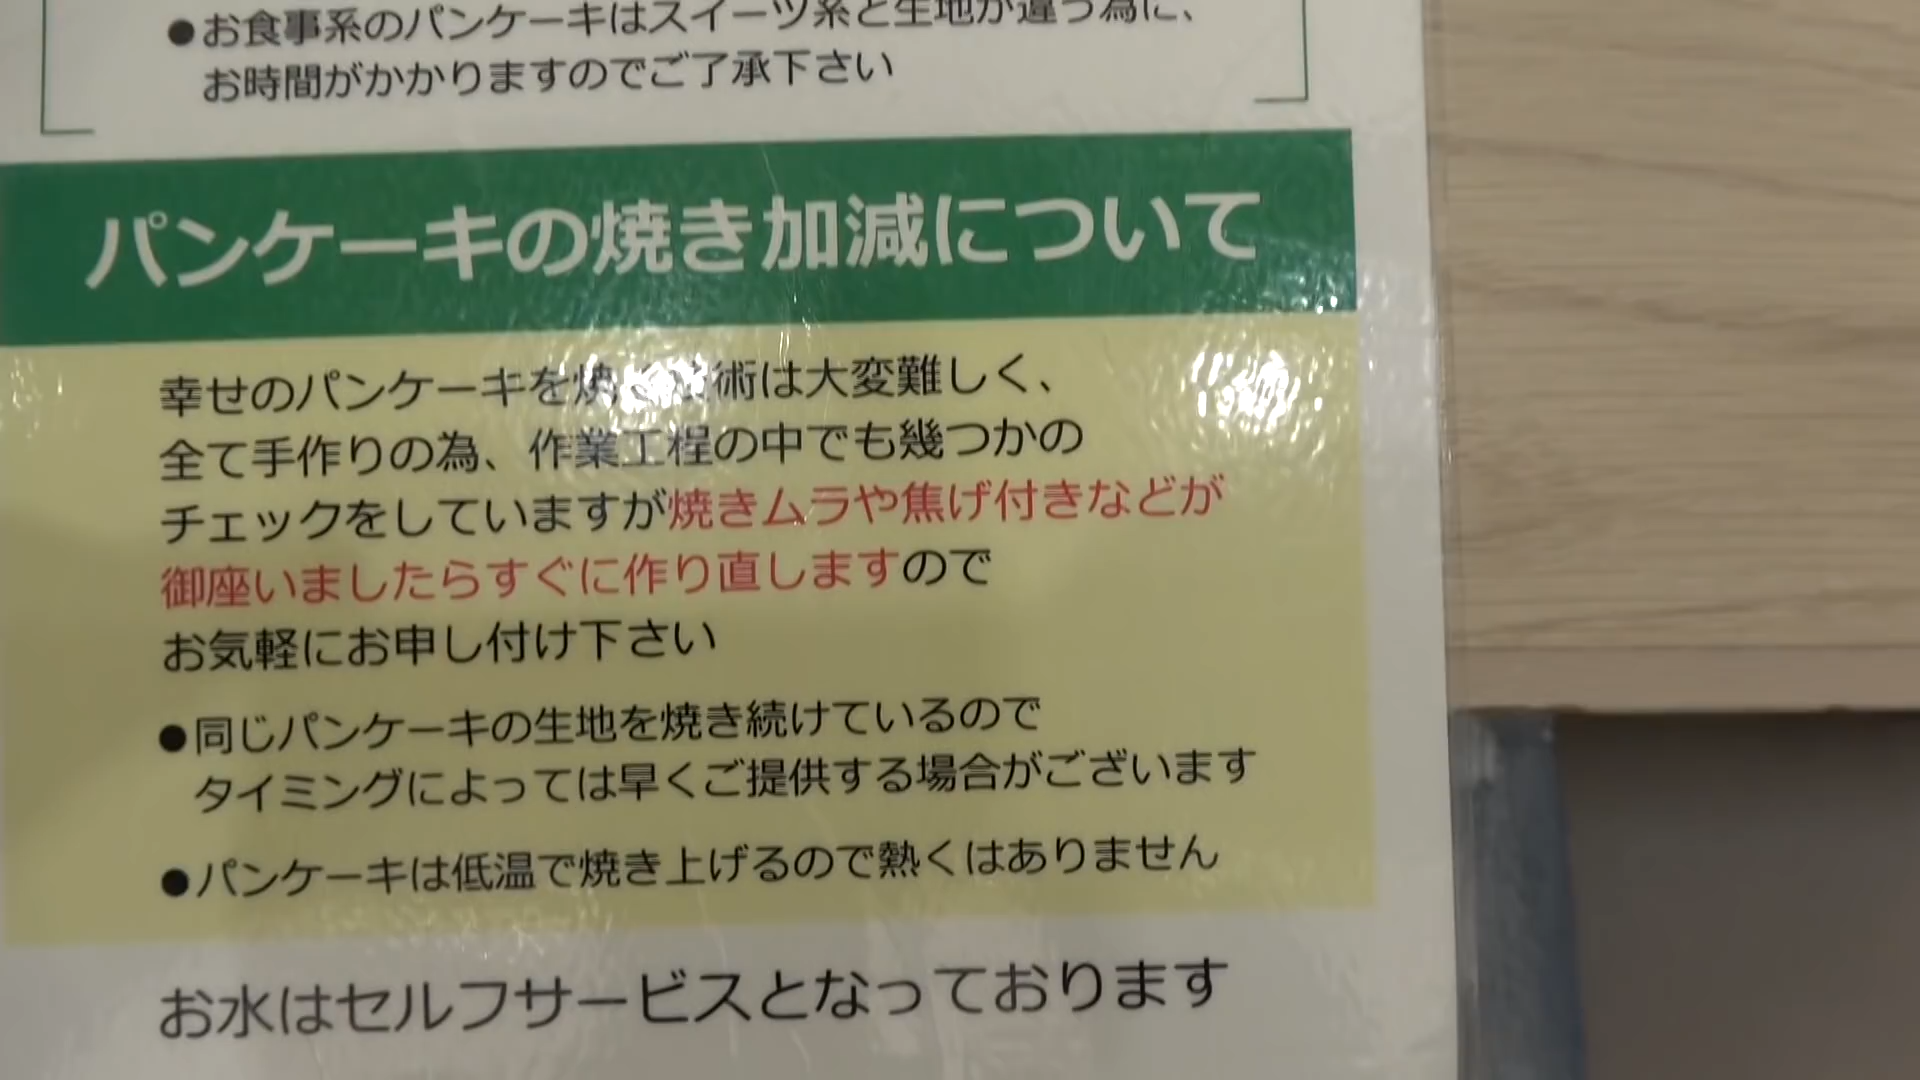 ●お食事系のパンケーキはスイーツ系と生地が違う為に、
お時間がかかりますのでご了承下さい
パンケーキの焼き加減について
幸せのパンケーキを焼く技術は大変難しく、
全て手作りの為、作業工程の中でも幾つかの
チェックをしていますが焼きムラや焦げ付きなどが
御座いましたらすぐに作り直しますので
お気軽にお申し付け下さい
●同じパンケーキの生地を焼き続けているので
タイミングによっては早くご提供する場合がございます
●パンケーキは低温で焼き上げるので熱くはありません
お水はセルフサービスとなっております